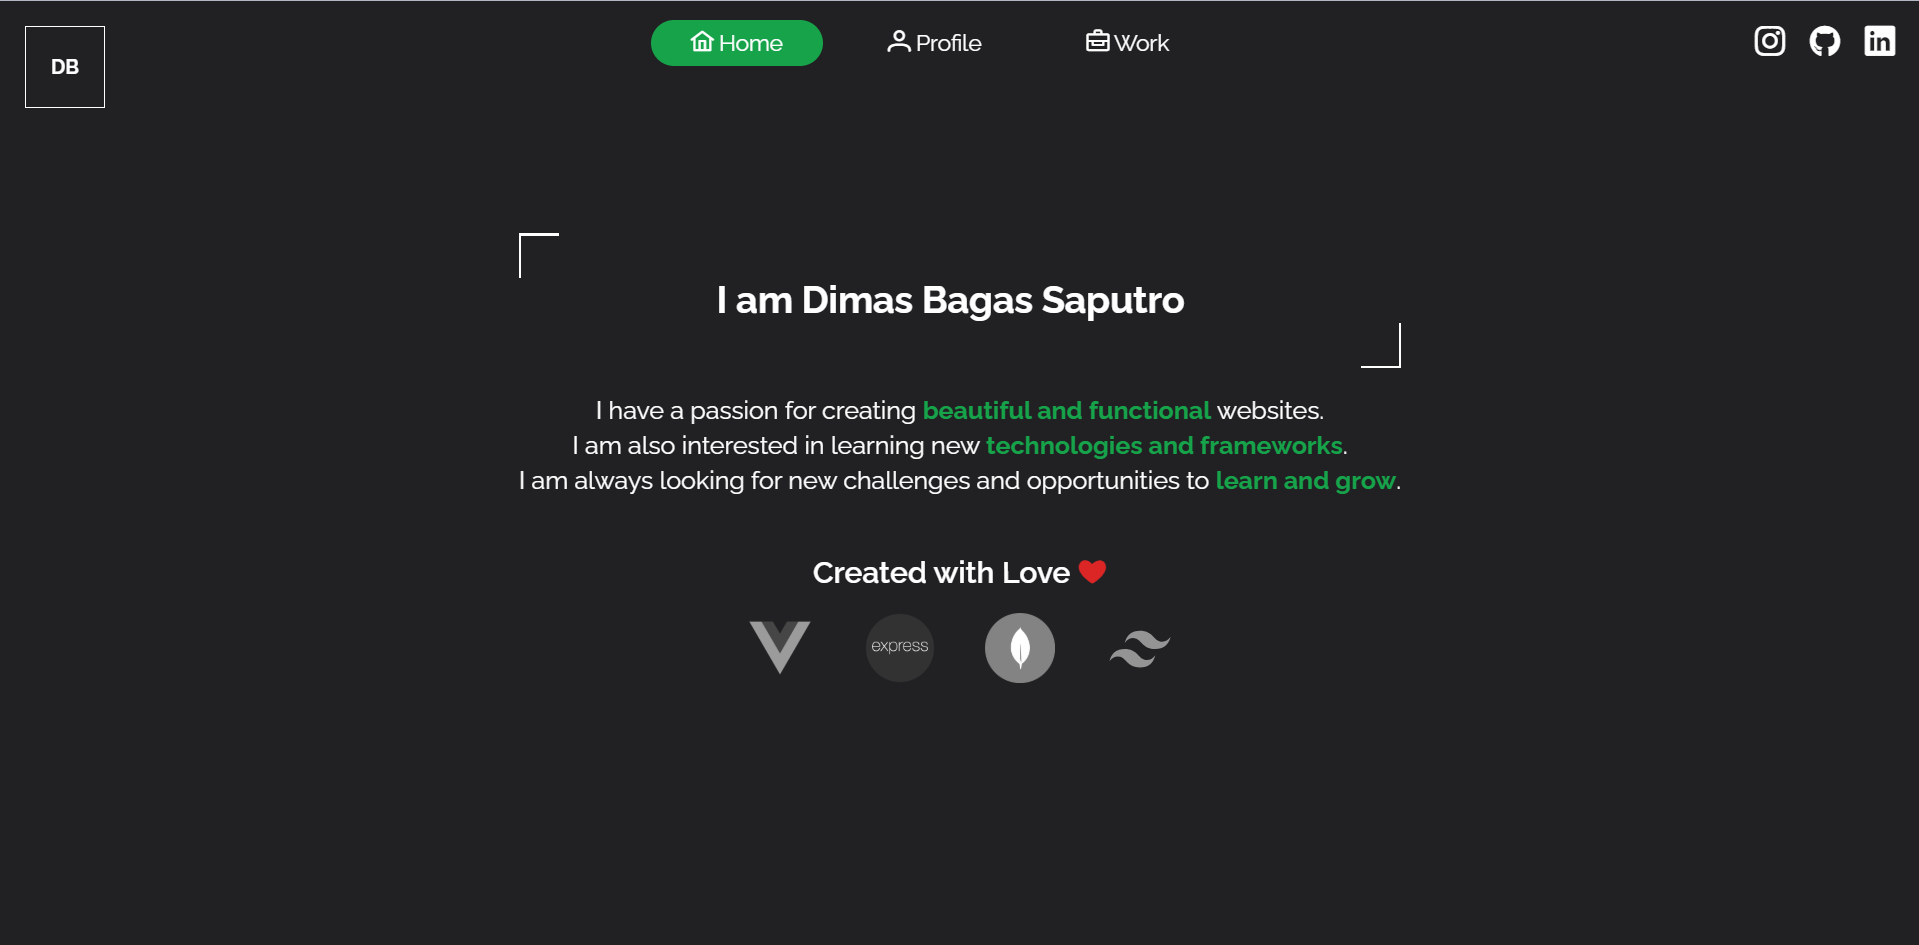 DB
Home
Profile
Work
I am Dimas Bagas Saputro
I have a passion for creating beautiful and functional websites.
I am also interested in learning new technologies and frameworks.
I am always looking for new challenges and opportunities to learn and grow.
Created with Love
express